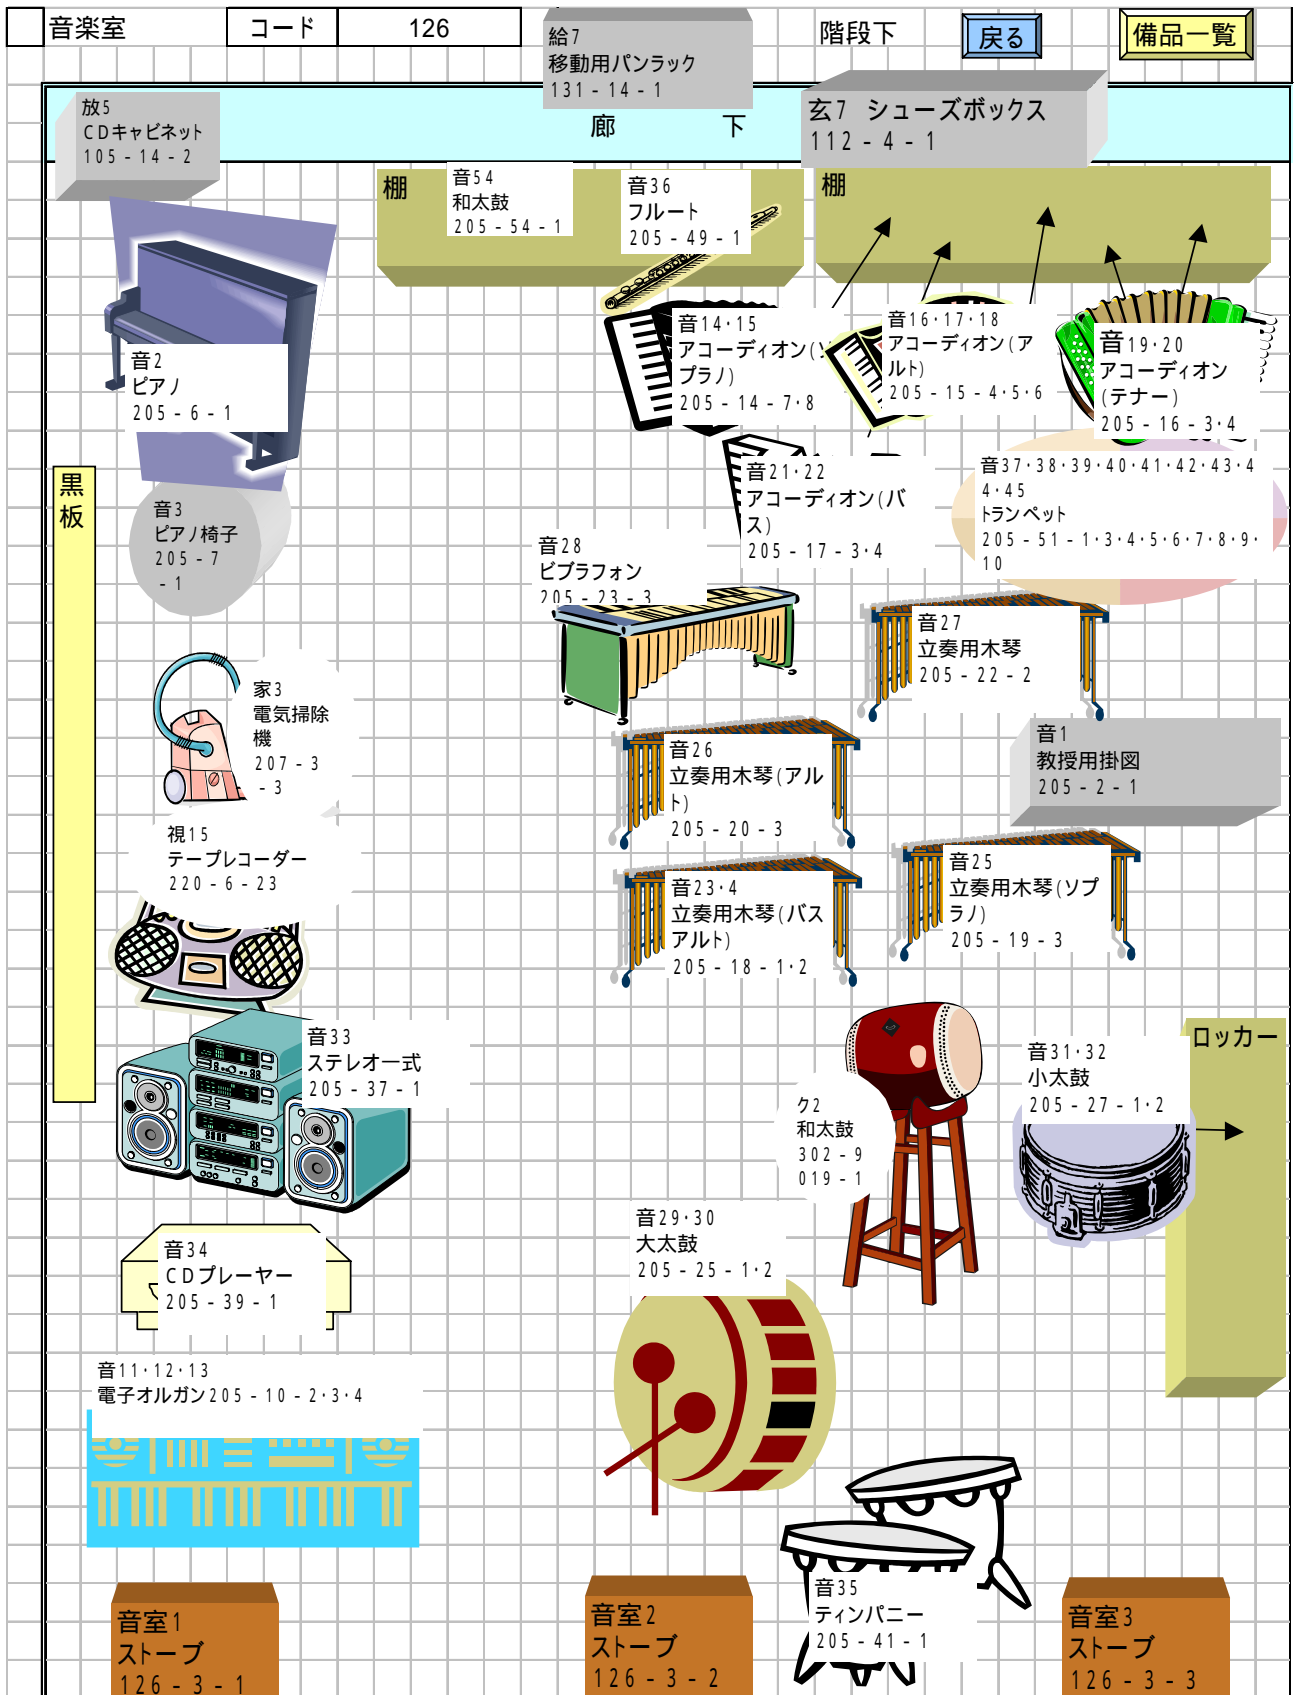 音楽室 コード 126 階段下 戻る 備品一覧
給7
移動用パンラック
131-14-1
放5
CDキャビネット
105-14-2
廊 下
玄7 シューズボックス
112-4-1
棚
音54
和太鼓
205-54-1
音36
フルート
205-49-1
棚
音2
ピアノ
205-6-1
音14・15
アコーディオン(ソ
プラノ)
205-14-7・8
音16・17・18
アコーディオン(ア
ルト)
205-15-4・5・6
音19・20
アコーディオン
(テナー)
205-16-3・4
黒
板
音3
ピアノ椅子
205-7
-1
音21・22
アコーディオン(バ
ス)
205-17-3・4
音37・38・39・40・41・42・43・4
4・45
トランペット
205-51-1・3・4・5・6・7・8・9・
10
音28
ビブラフォン
205-23-3
音27
立奏用木琴
205-22-2
家3
電気掃除
機
207-3
-3
音26
立奏用木琴(アル
ト)
205-20-3
音1
教授用掛図
205-2-1
視15
テープレコーダー
220-6-23
音23・4
立奏用木琴(バス
アルト)
205-18-1・2
音25
立奏用木琴(ソプ
ラノ)
205-19-3
音33
ステレオ一式
205-37-1
ク2
和太鼓
302-9
019-1
音31・32
小太鼓
205-27-1・2
ロッカー
音34
CDプレーヤー
205-39-1
音29・30
大太鼓
205-25-1・2
音11・12・13
電子オルガン205-10-2・3・4
音35
ティンパニー
205-41-1
音室1
ストーブ
126-3-1
音室2
ストーブ
126-3-2
音室3
ストーブ
126-3-3